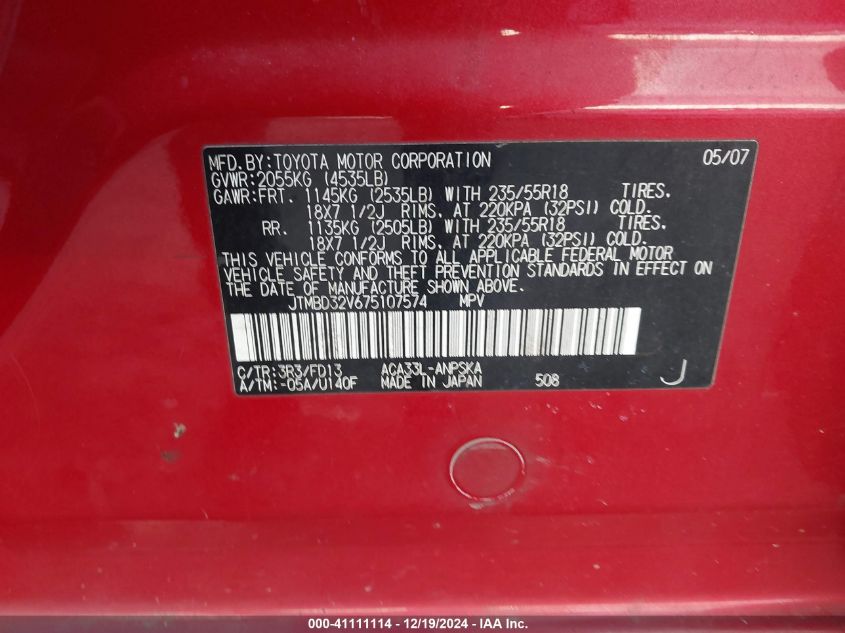 MFD.BY:TOYOTA MOTOR CORPORATION 05/07
GVWR:2055KG (4535LB)
GAWR:FRT. 1145KG (2535LB) WITH 235/55R18 TIRES.
18X7 1/2J RIMS, AT 220KPA (32PSI) COLD.
RR. 1135KG (2505LB) WITH 235/55R18 TIRES,
18X7 1/2J RIMS, AT 220KPA (32PSI) COLD.
THIS VEHICLE CONFORMS TO ALL APPLICABLE FEDERAL MOTOR
VEHICLE SAFETY AND THEFT PREVENTION STANDARDS IN EFFECT ON
THE DATE OF MANUFACTURE SHOWN ABOVE.
JTMBD32V675107574 MPV
C/TR:3R3/FD13 ACA33L-ANPSKA
A/TM:-05A/U140F MADE IN JAPAN 508 J
000-41111114 - 12/19/2024 - IAA Inc.